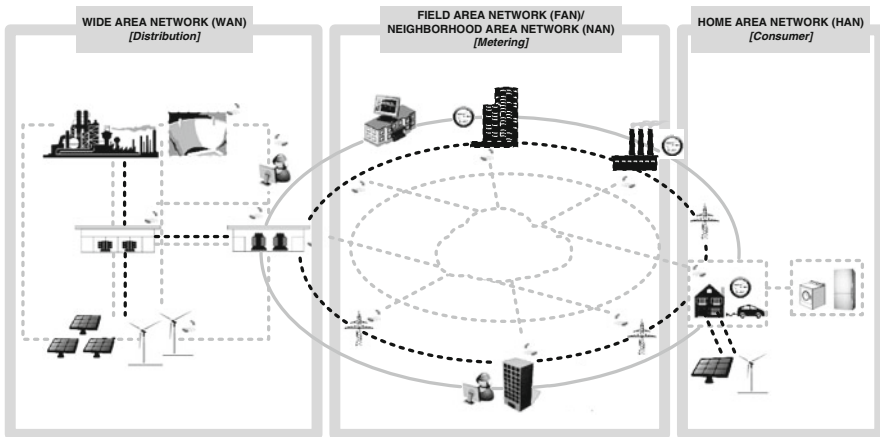 WIDE AREA NETWORK (WAN)
[Distribution]
FIELD AREA NETWORK (FAN)/
NEIGHBORHOOD AREA NETWORK (NAN)
[Metering]
HOME AREA NETWORK (HAN)
[Consumer]